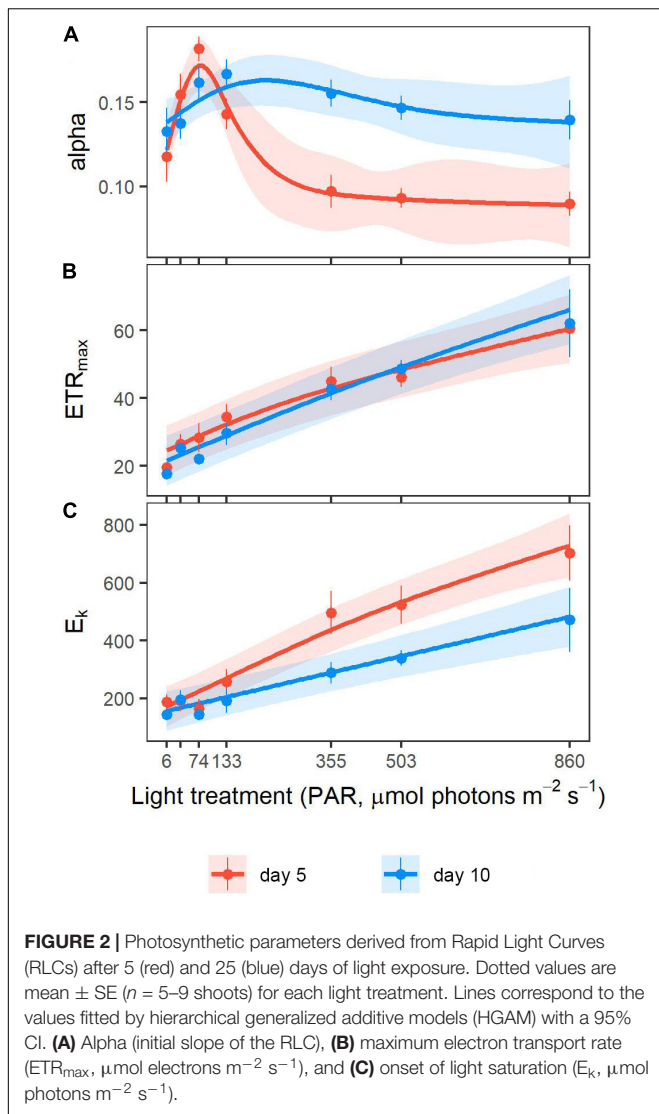 A
alpha
0.15
0.10
B
ETRmax
60
40
20
C
Ek
800
600
400
200
6 74 133 355 503 860
Light treatment (PAR, μmol photons m−2 s−1)
day 5 day 10
FIGURE 2 | Photosynthetic parameters derived from Rapid Light Curves
(RLCs) after 5 (red) and 25 (blue) days of light exposure. Dotted values are
mean ± SE (n = 5–9 shoots) for each light treatment. Lines correspond to the
values fitted by hierarchical generalized additive models (HGAM) with a 95%
CI. (A) Alpha (initial slope of the RLC), (B) maximum electron transport rate
(ETRmax, μmol electrons m−2 s−1), and (C) onset of light saturation (Ek, μmol
photons m−2 s−1).